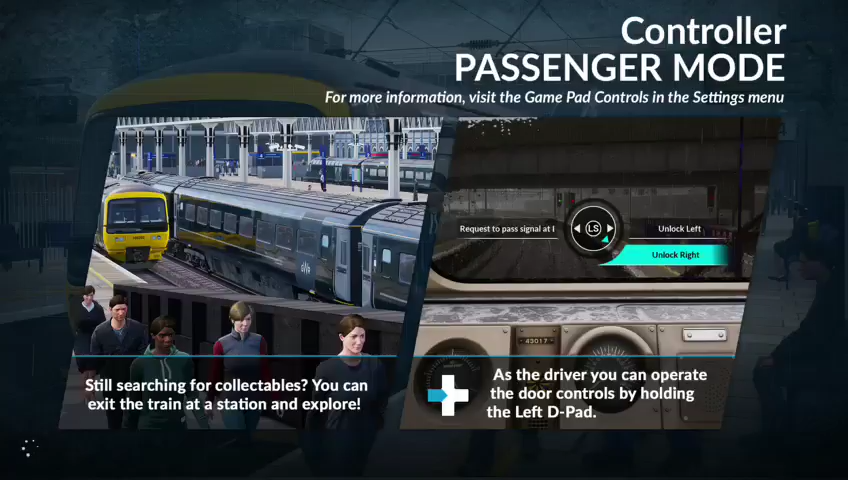 Controller
PASSENGER MODE
For more information, visit the Game Pad Controls in the Settings menu
Request to pass signal at
LS
Unlock Left
Unlock Right
43017
Still searching for collectables? You can
exit the train at a station and explore!
As the driver you can operate
the door controls by holding
the Left D-Pad.